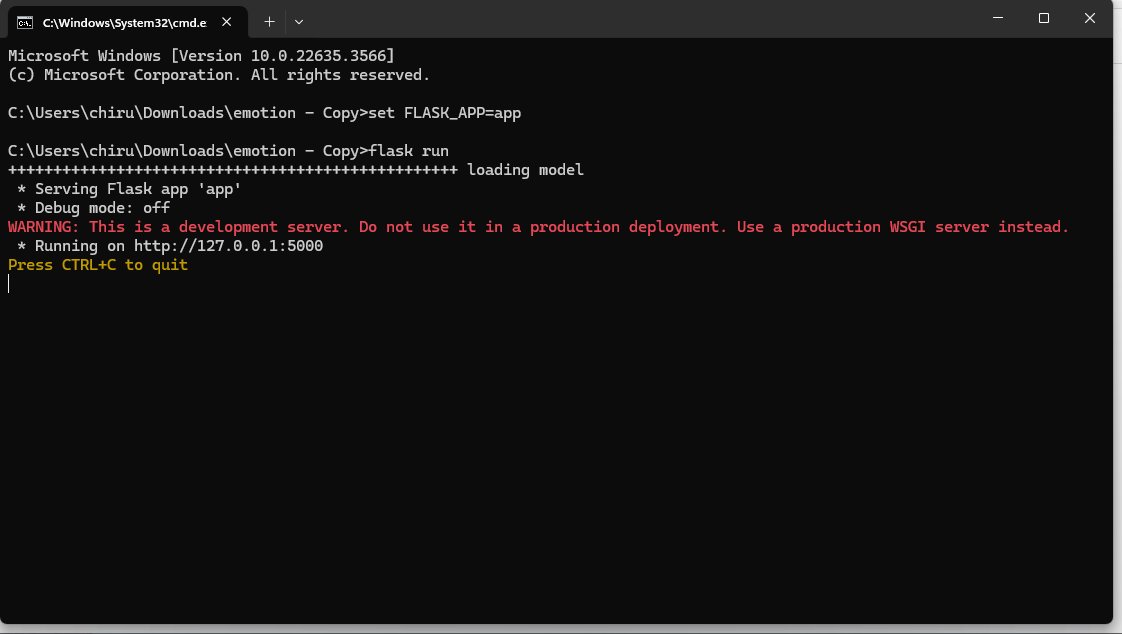 C:\Windows\System32\cmd.e
Microsoft Windows [Version 10.0.22635.3566]
(c) Microsoft Corporation. All rights reserved.
C:\Users\chiru\Downloads\emotion - Copy>set FLASK_APP=app
C:\Users\chiru\Downloads\emotion - Copy>flask run
++++++++++++++++++++++++++++++++++++++++++++++++++ loading model
* Serving Flask app 'app'
* Debug mode: off
WARNING: This is a development server. Do not use it in a production deployment. Use a production WSGI server instead.
* Running on http://127.0.0.1:5000
Press CTRL+C to quit